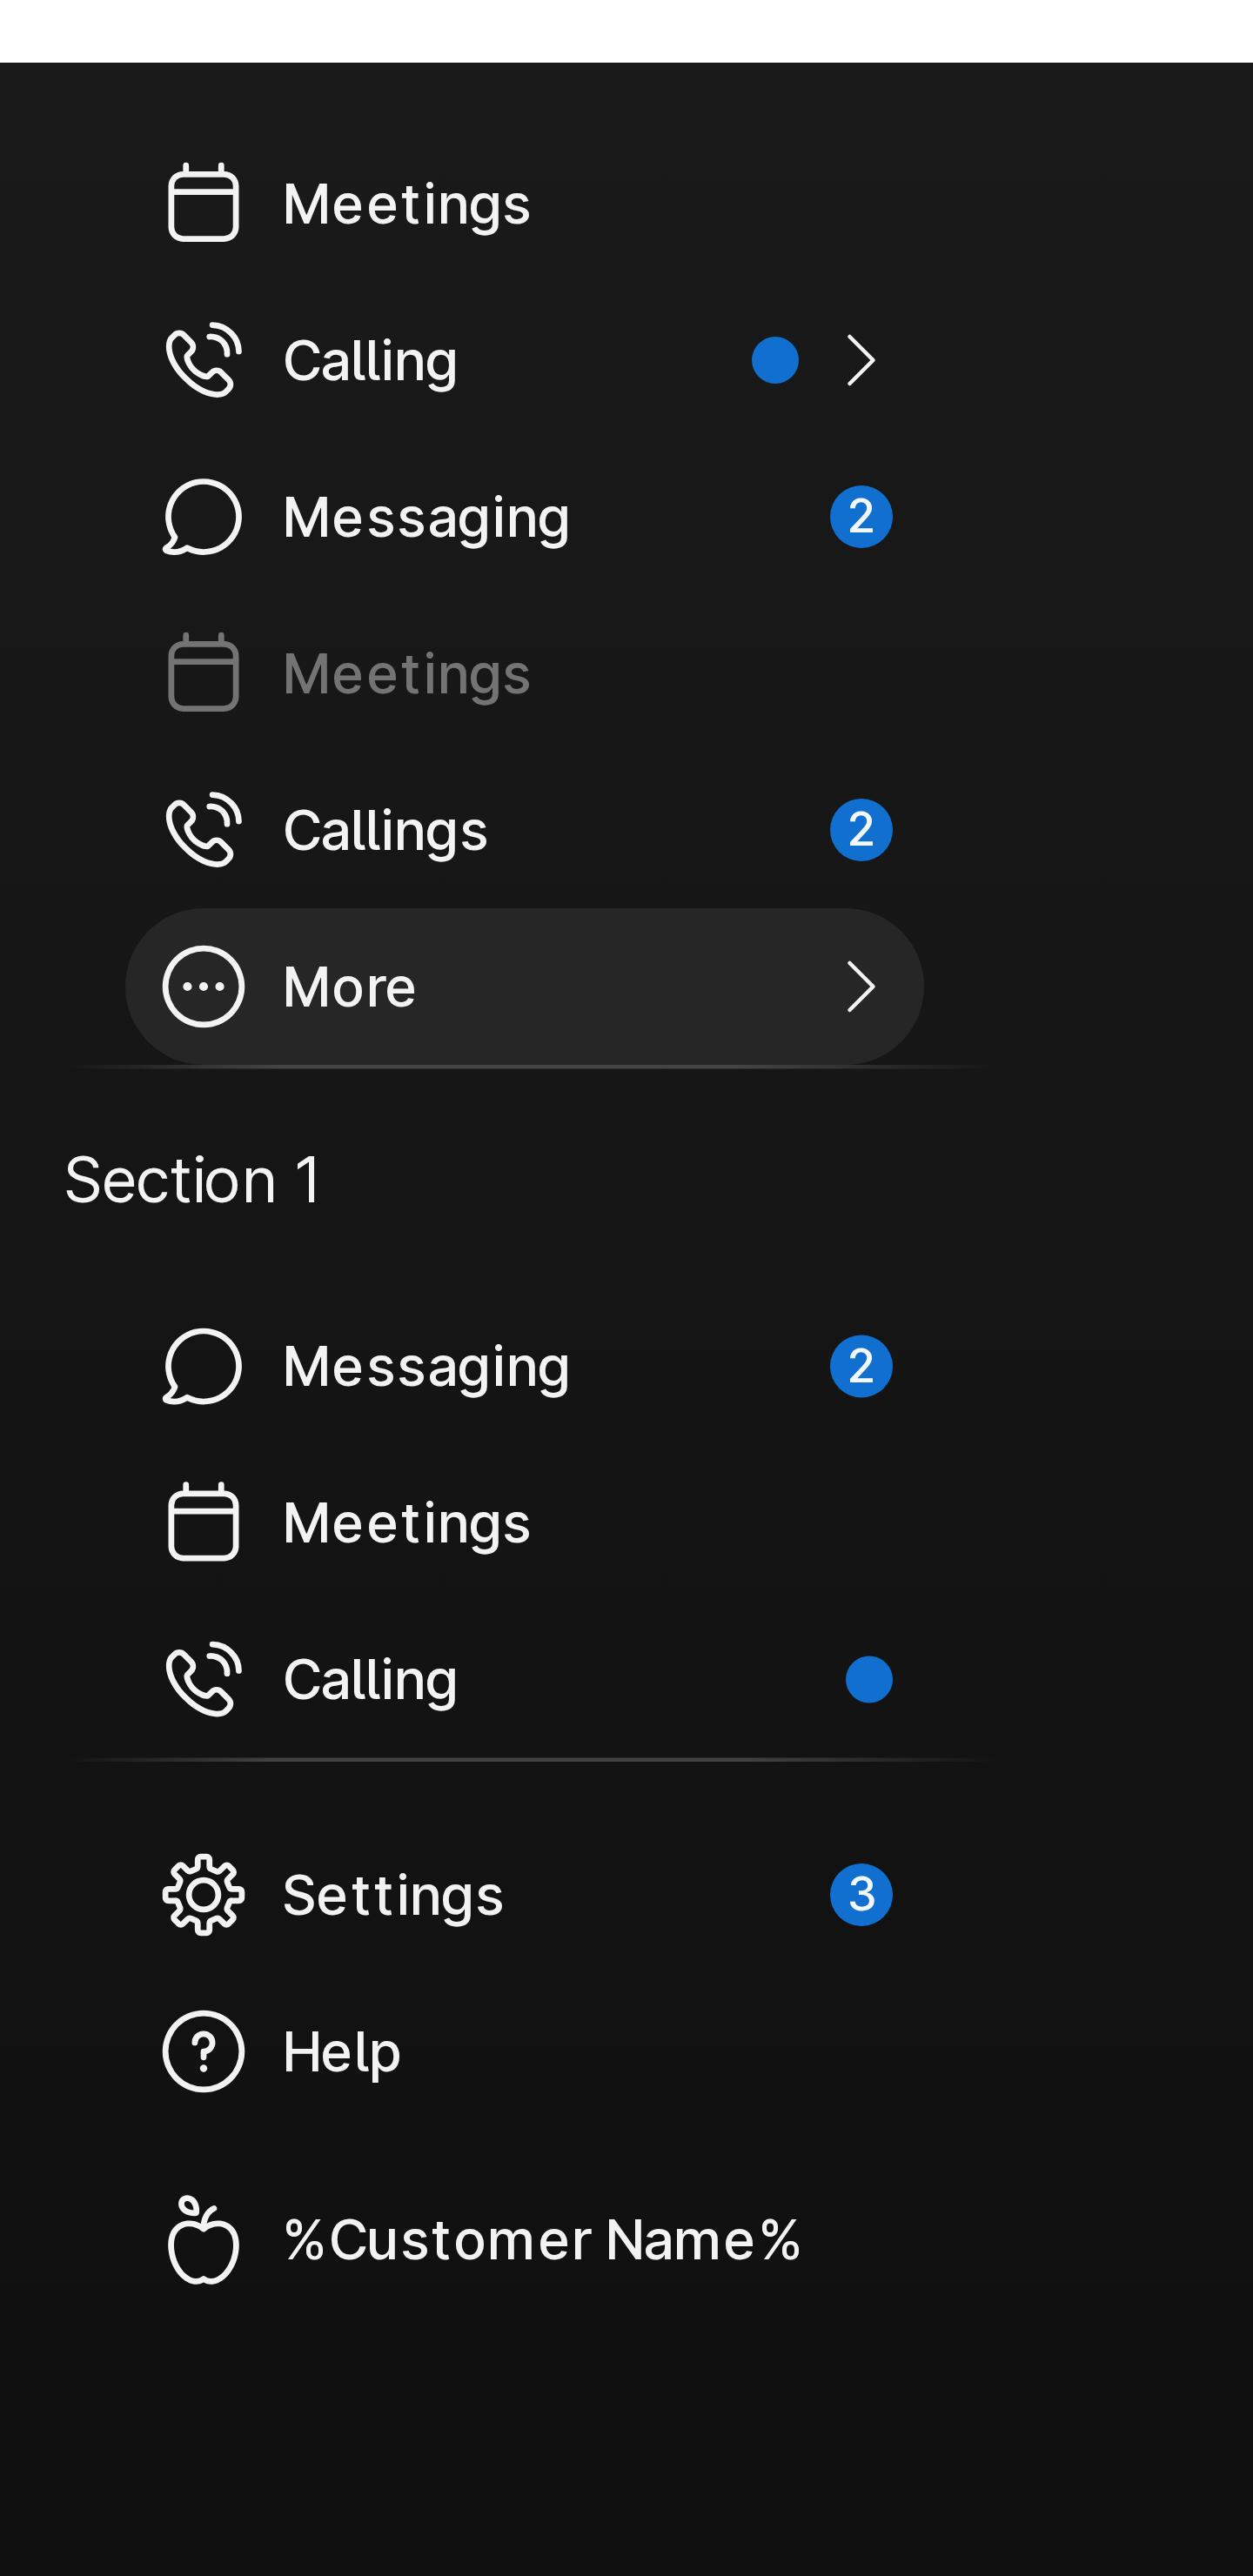 Meetings
Calling
Messaging 2
Meetings
Callings 2
More
Section 1
Messaging 2
Meetings
Calling
Settings 3
Help
%Customer Name%